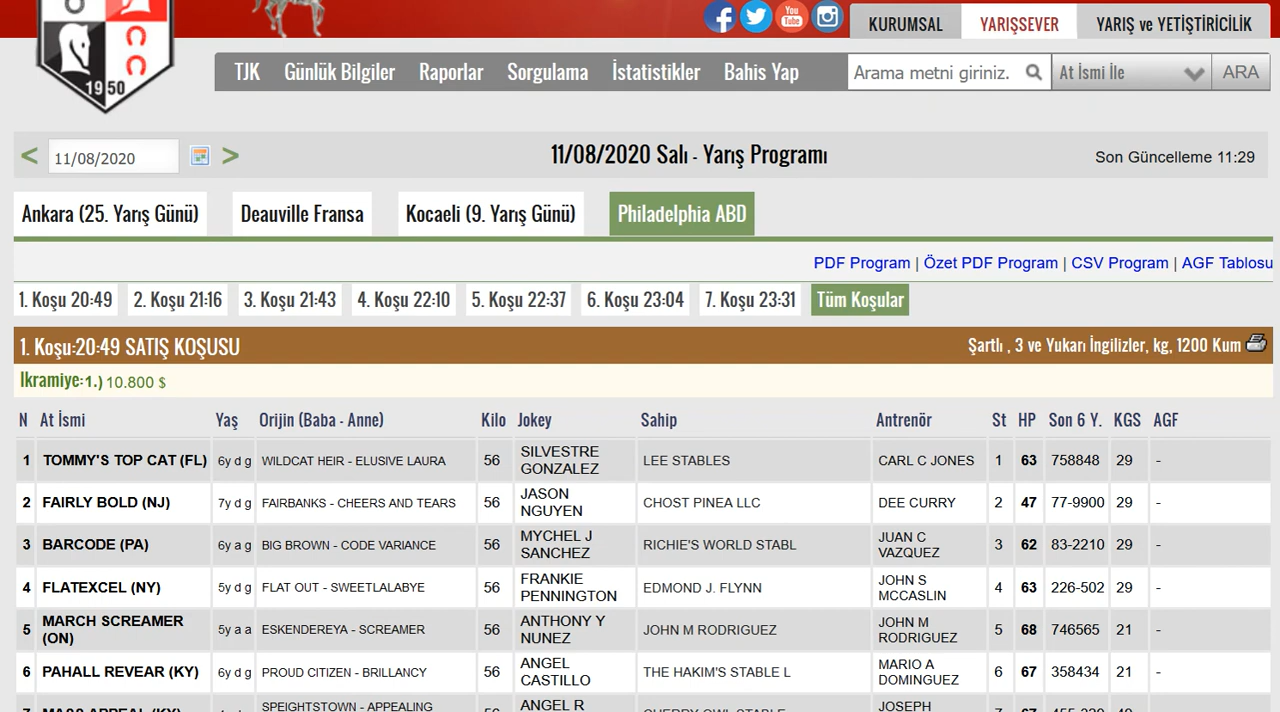 KURUMSAL YARIŞSEVER YARIŞ ve YETİŞTİRİCİLİK
C C
1950
TJK Günlük Bilgiler Raporlar Sorgulama İstatistikler Bahis Yap Arama metni giriniz. At İsmi İle ARA
< 11/08/2020 > 11/08/2020 Salı - Yarış Programı Son Güncelleme 11:29
Ankara (25. Yarış Günü) Deauville Fransa Kocaeli (9. Yarış Günü) Philadelphia ABD
PDF Program | Özet PDF Program | CSV Program | AGF Tablosu
1. Koşu 20:49 2. Koşu 21:16 3. Koşu 21:43 4. Koşu 22:10 5. Koşu 22:37 6. Koşu 23:04 7. Koşu 23:31 Tüm Koşular
1. Koşu:20:49 SATIŞ KOŞUSU Şartlı , 3 ve Yukarı İngilizler, kg, 1200 Kum
İkramiye:1.) 10.800 $
N At İsmi Yaş Orijin (Baba - Anne) Kilo Jokey Sahip Antrenör St HP Son 6 Y. KGS AGF
1 TOMMY'S TOP CAT (FL) 6y d g WILDCAT HEIR - ELUSIVE LAURA 56 SILVESTRE GONZALEZ LEE STABLES CARL C JONES 1 63 758848 29 -
2 FAIRLY BOLD (NJ) 7y d g FAIRBANKS - CHEERS AND TEARS 56 JASON NGUYEN CHOST PINEA LLC DEE CURRY 2 47 77-9900 29 -
3 BARCODE (PA) 6y a g BIG BROWN - CODE VARIANCE 56 MYCHEL J SANCHEZ RICHIE'S WORLD STABL JUAN C VAZQUEZ 3 62 83-2210 29 -
4 FLATEXCEL (NY) 5y d g FLAT OUT - SWEETLALABYE 56 FRANKIE PENNINGTON EDMOND J. FLYNN JOHN S MCCASLIN 4 63 226-502 29 -
5 MARCH SCREAMER (ON) 5y a a ESKENDEREYA - SCREAMER 56 ANTHONY Y NUNEZ JOHN M RODRIGUEZ JOHN M RODRIGUEZ 5 68 746565 21 -
6 PAHALL REVEAR (KY) 6y d g PROUD CITIZEN - BRILLANCY 56 ANGEL CASTILLO THE HAKIM'S STABLE L MARIO A DOMINGUEZ 6 67 358434 21 -
SPEIGHTSTOWN - APPEALING ANGEL R JOSEPH